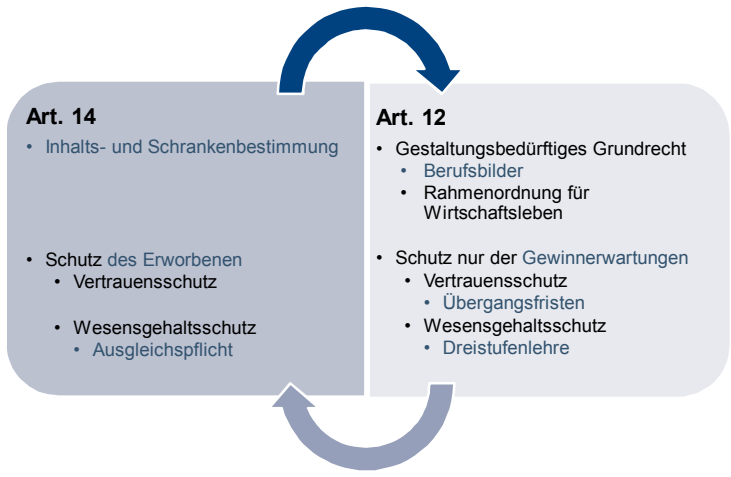 Art. 14
• Inhalts- und Schrankenbestimmung
• Schutz des Erworbenen
• Vertrauensschutz
• Wesensgehaltsschutz
• Ausgleichspflicht
Art. 12
• Gestaltungsbedürftiges Grundrecht
• Berufsbilder
• Rahmenordnung für
Wirtschaftsleben
• Schutz nur der Gewinnerwartungen
• Vertrauensschutz
• Übergangsfristen
• Wesensgehaltsschutz
• Dreistufenlehre